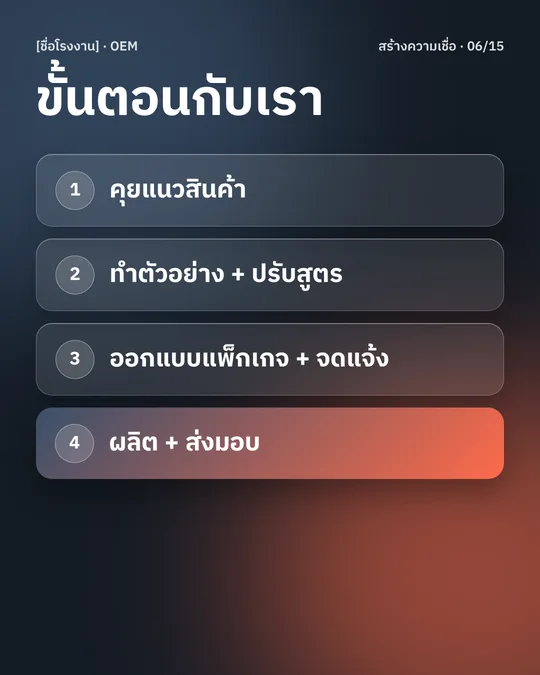 [ชื่อโรงงาน] · OEM
สร้างความเชื่อ · 06/15
ขั้นตอนกับเรา
1 คุยแนวสินค้า
2 ทำตัวอย่าง + ปรับสูตร
3 ออกแบบแพ็กเกจ + จดแจ้ง
4 ผลิต + ส่งมอบ